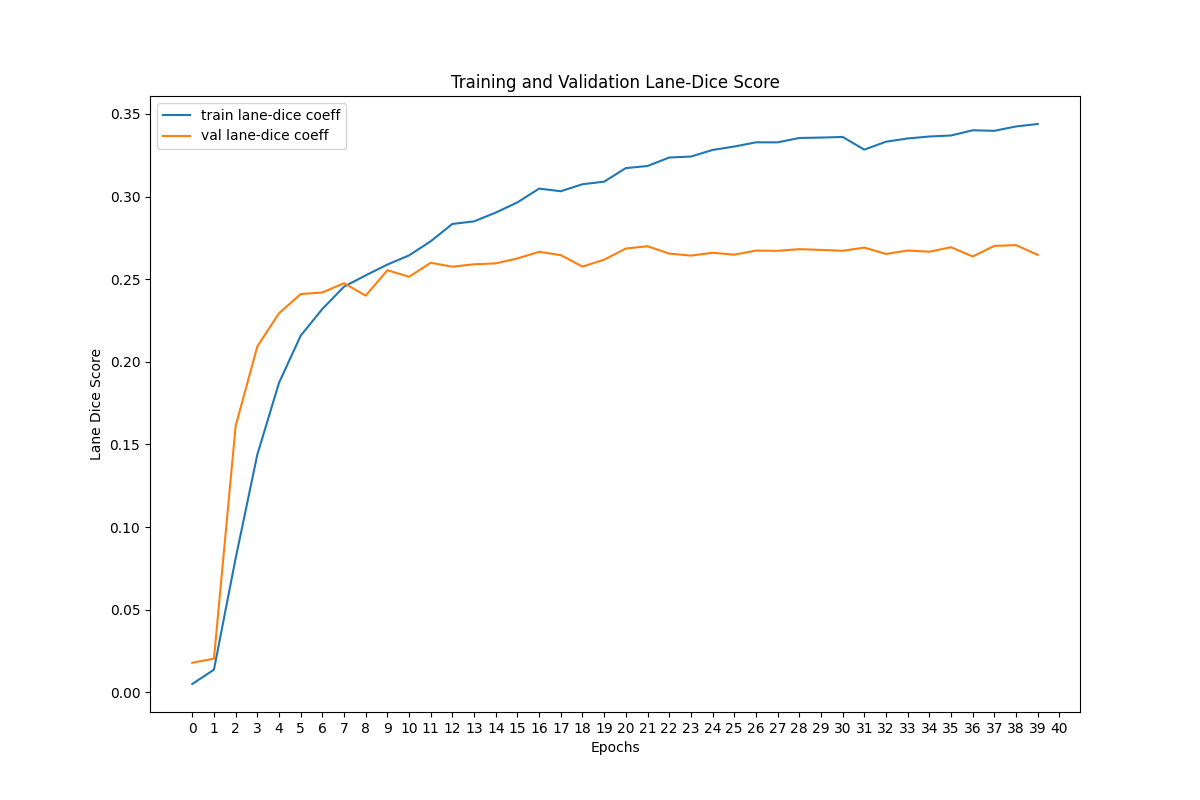 Training and Validation Lane-Dice Score
train lane-dice coeff
val lane-dice coeff
Lane Dice Score
0.35
0.30
0.25
0.20
0.15
0.10
0.05
0.00
0 1 2 3 4 5 6 7 8 9 10 11 12 13 14 15 16 17 18 19 20 21 22 23 24 25 26 27 28 29 30 31 32 33 34 35 36 37 38 39 40
Epochs